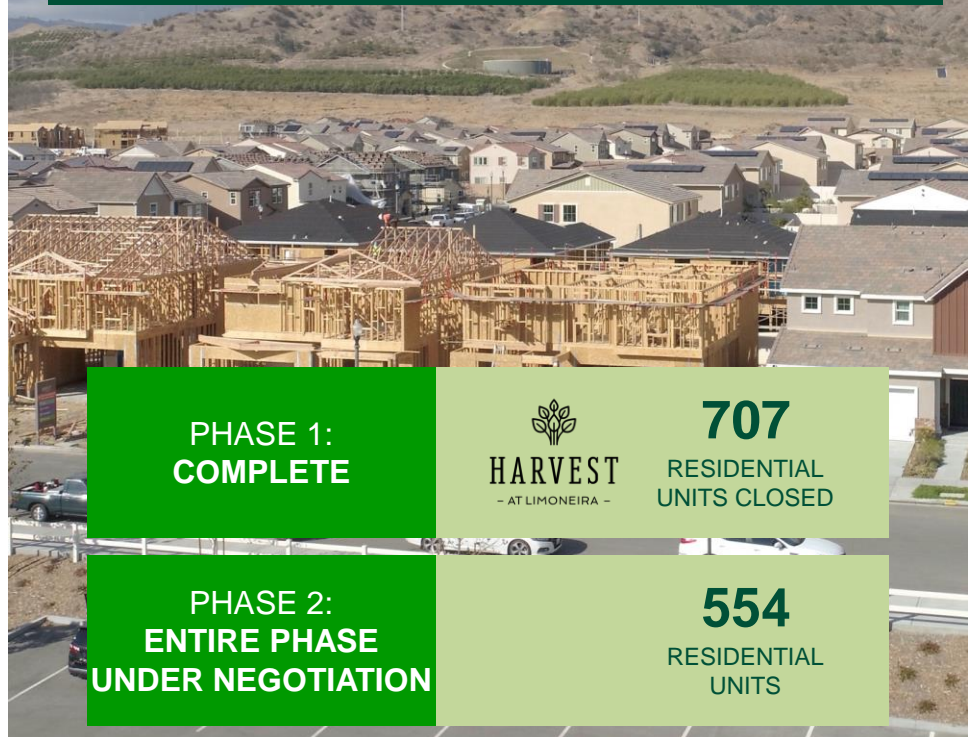 PHASE 1:
COMPLETE
HARVEST
– AT LIMONEIRA –
707
RESIDENTIAL
UNITS CLOSED
PHASE 2:
ENTIRE PHASE
UNDER NEGOTIATION
554
RESIDENTIAL
UNITS